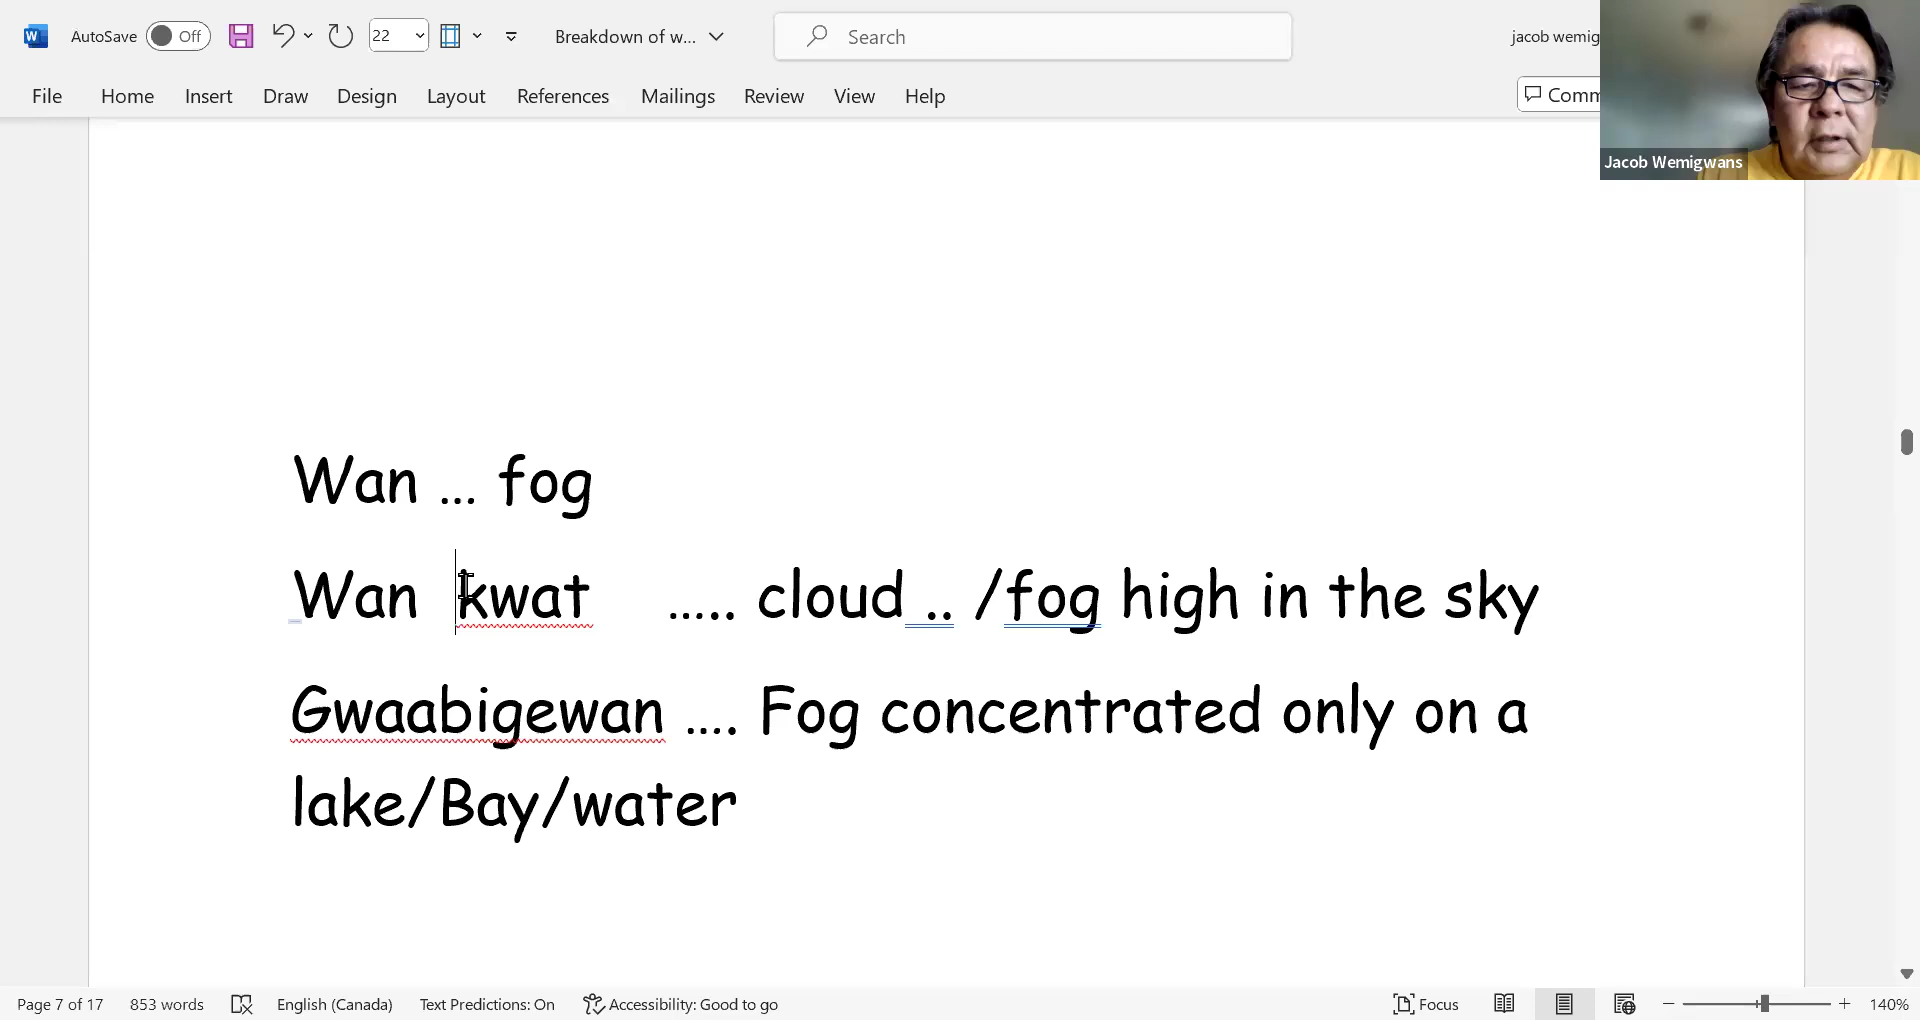 AutoSave Off 22 Breakdown of w... Search jacob wemig
File Home Insert Draw Design Layout References Mailings Review View Help Comm
Jacob Wemigwans
Wan ... fog
Wan kwat ..... cloud .. /fog high in the sky
Gwaabigewan .... Fog concentrated only on a
lake/Bay/water
Page 7 of 17 853 words English (Canada) Text Predictions: On Accessibility: Good to go Focus 140%